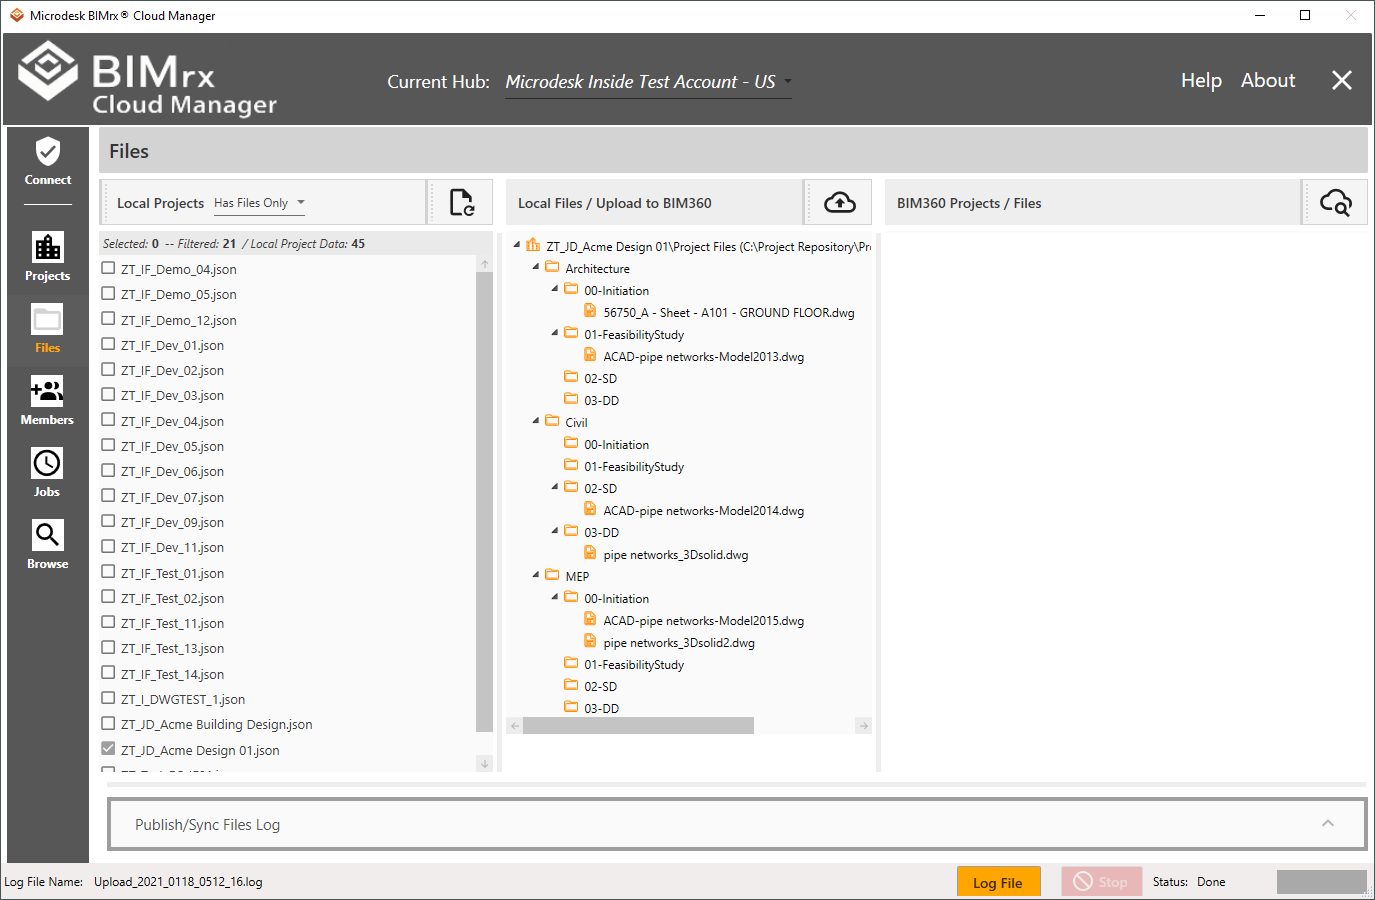 Microdesk BIMrx® Cloud Manager
BIMrx
Cloud Manager
Current Hub: Microdesk Inside Test Account - US
Help About
Connect
Projects
Files
Members
Jobs
Browse
Files
Local Projects Has Files Only
Selected: 0 -- Filtered: 21 / Local Project Data: 45
ZT_IF_Demo_04.json
ZT_IF_Demo_05.json
ZT_IF_Demo_12.json
ZT_IF_Dev_01.json
ZT_IF_Dev_02.json
ZT_IF_Dev_03.json
ZT_IF_Dev_04.json
ZT_IF_Dev_05.json
ZT_IF_Dev_06.json
ZT_IF_Dev_07.json
ZT_IF_Dev_09.json
ZT_IF_Dev_11.json
ZT_IF_Test_01.json
ZT_IF_Test_02.json
ZT_IF_Test_11.json
ZT_IF_Test_13.json
ZT_IF_Test_14.json
ZT_I_DWGTEST_1.json
ZT_JD_Acme Building Design.json
ZT_JD_Acme Design 01.json
Local Files / Upload to BIM360
ZT_JD_Acme Design 01\Project Files (C:\Project Repository\Pr
Architecture
00-Initiation
56750_A - Sheet - A101 - GROUND FLOOR.dwg
01-FeasibilityStudy
ACAD-pipe networks-Model2013.dwg
02-SD
03-DD
Civil
00-Initiation
01-FeasibilityStudy
02-SD
ACAD-pipe networks-Model2014.dwg
03-DD
pipe networks_3Dsolid.dwg
MEP
00-Initiation
ACAD-pipe networks-Model2015.dwg
pipe networks_3Dsolid2.dwg
01-FeasibilityStudy
02-SD
03-DD
BIM360 Projects / Files
Publish/Sync Files Log
Log File Name: Upload_2021_0118_0512_16.log
Log File
Stop
Status: Done